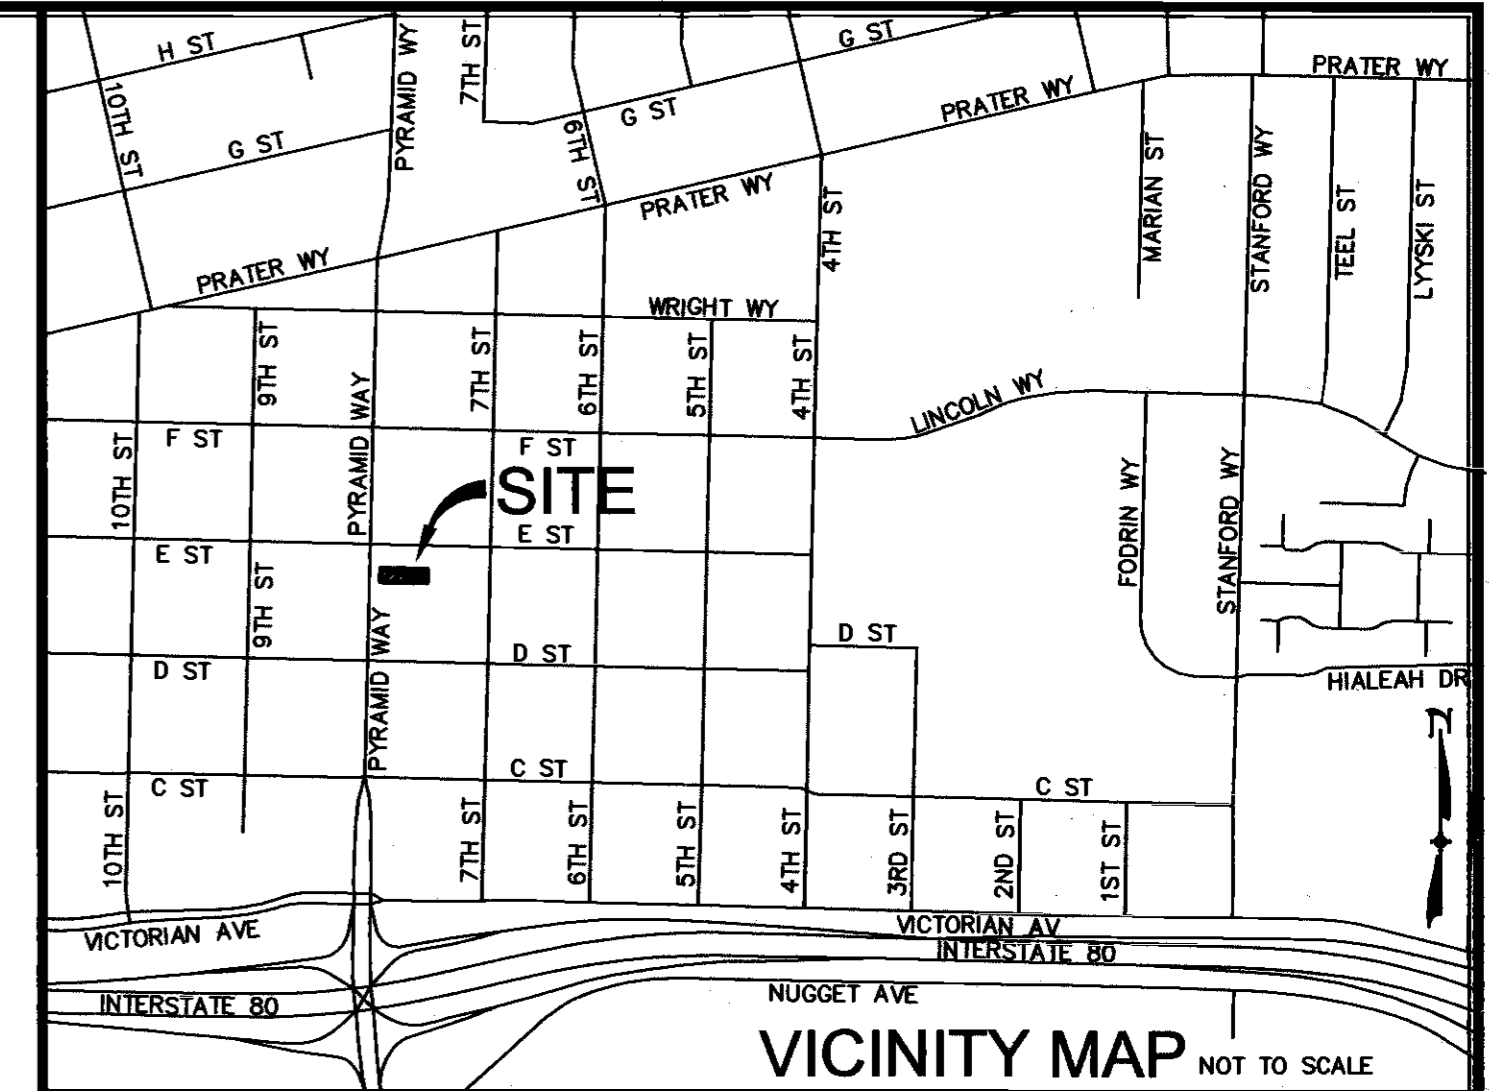 H ST
PYRAMID WY
7TH ST
G ST
PRATER WY
10TH ST
G ST
6TH ST
G ST
PRATER WY
MARIAN ST
STANFORD WY
TEEL ST
LYYSKI ST
PRATER WY
4TH ST
PRATER WY
WRIGHT WY
9TH ST
PYRAMID WAY
7TH ST
6TH ST
5TH ST
4TH ST
LINCOLN WY
10TH ST
F ST
F ST
SITE
FODRIN WY
STANFORD WY
E ST
E ST
9TH ST
PYRAMID WAY
D ST
D ST
D ST
HIALEAH DR
PYRAMID WAY
N
C ST
C ST
C ST
10TH ST
7TH ST
6TH ST
5TH ST
4TH ST
3RD ST
2ND ST
1ST ST
VICTORIAN AVE
VICTORIAN AV
INTERSTATE 80
INTERSTATE 80
NUGGET AVE
VICINITY MAP NOT TO SCALE